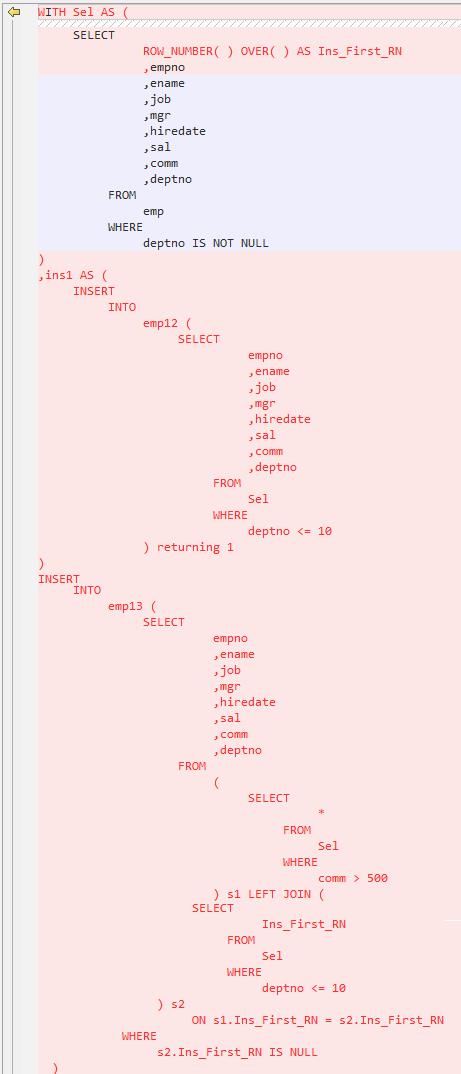 WITH Sel AS (
SELECT
ROW_NUMBER( ) OVER( ) AS Ins_First_RN
,empno
,ename
,job
,mgr
,hiredate
,sal
,comm
,deptno
FROM
emp
WHERE
deptno IS NOT NULL
)
,ins1 AS (
INSERT
INTO
emp12 (
SELECT
empno
,ename
,job
,mgr
,hiredate
,sal
,comm
,deptno
FROM
Sel
WHERE
deptno <= 10
) returning 1
)
INSERT
INTO
emp13 (
SELECT
empno
,ename
,job
,mgr
,hiredate
,sal
,comm
,deptno
FROM
(
SELECT
*
FROM
Sel
WHERE
comm > 500
) s1 LEFT JOIN (
SELECT
Ins_First_RN
FROM
Sel
WHERE
deptno <= 10
) s2
ON s1.Ins_First_RN = s2.Ins_First_RN
WHERE
s2.Ins_First_RN IS NULL
)